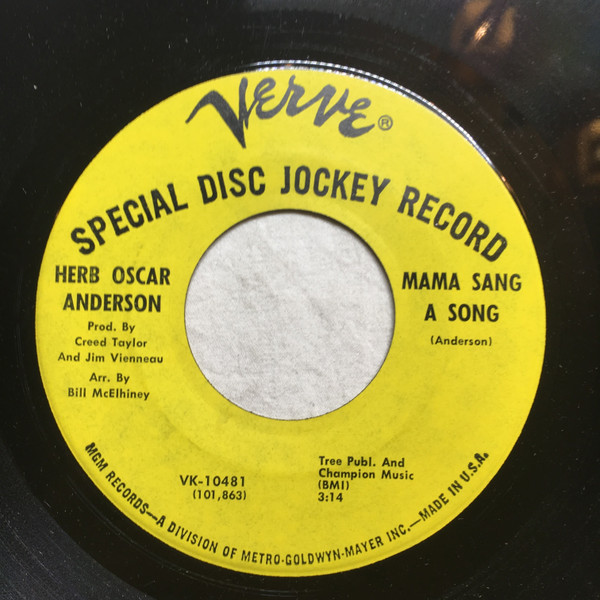 Verve®
SPECIAL DISC JOCKEY RECORD
HERB OSCAR
ANDERSON
Prod. By
Creed Taylor
And Jim Vienneau
Arr. By
Bill McElhiney
MAMA SANG
A SONG
(Anderson)
VK-10481
(101,863)
Tree Publ. And
Champion Music
(BMI)
3:14
MGM RECORDS—A DIVISION OF METRO-GOLDWYN-MAYER INC.—MADE IN U.S.A.